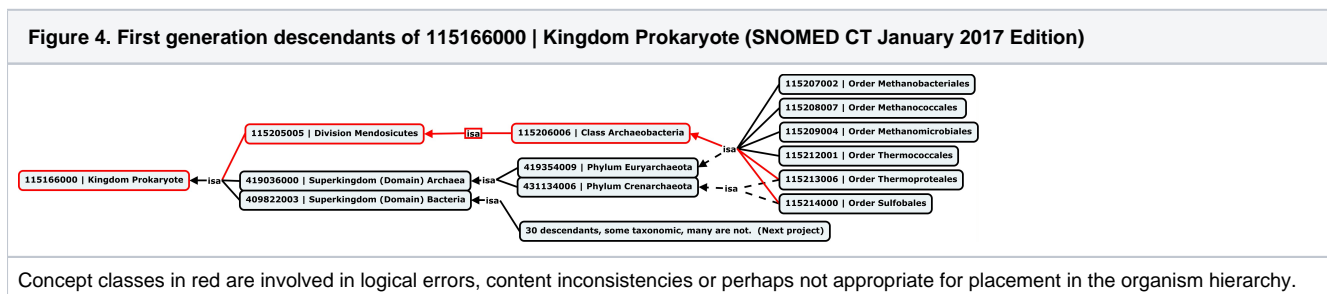 Figure 4. First generation descendants of 115166000 | Kingdom Prokaryote (SNOMED CT January 2017 Edition)
115207002 | Order Methanobacteriales
115208007 | Order Methanococcales
115205005 | Division Mendosicutes
isa
115206006 | Class Archaeobacteria
115209004 | Order Methanomicrobiales
isa
115212001 | Order Thermococcales
419354009 | Phylum Euryarchaeota
115166000 | Kingdom Prokaryote
isa
419036000 | Superkingdom (Domain) Archaea
isa
115213006 | Order Thermoproteales
431134006 | Phylum Crenarchaeota
isa
409822003 | Superkingdom (Domain) Bacteria
isa
115214000 | Order Sulfobales
30 descendants, some taxonomic, many are not. (Next project)
Concept classes in red are involved in logical errors, content inconsistencies or perhaps not appropriate for placement in the organism hierarchy.